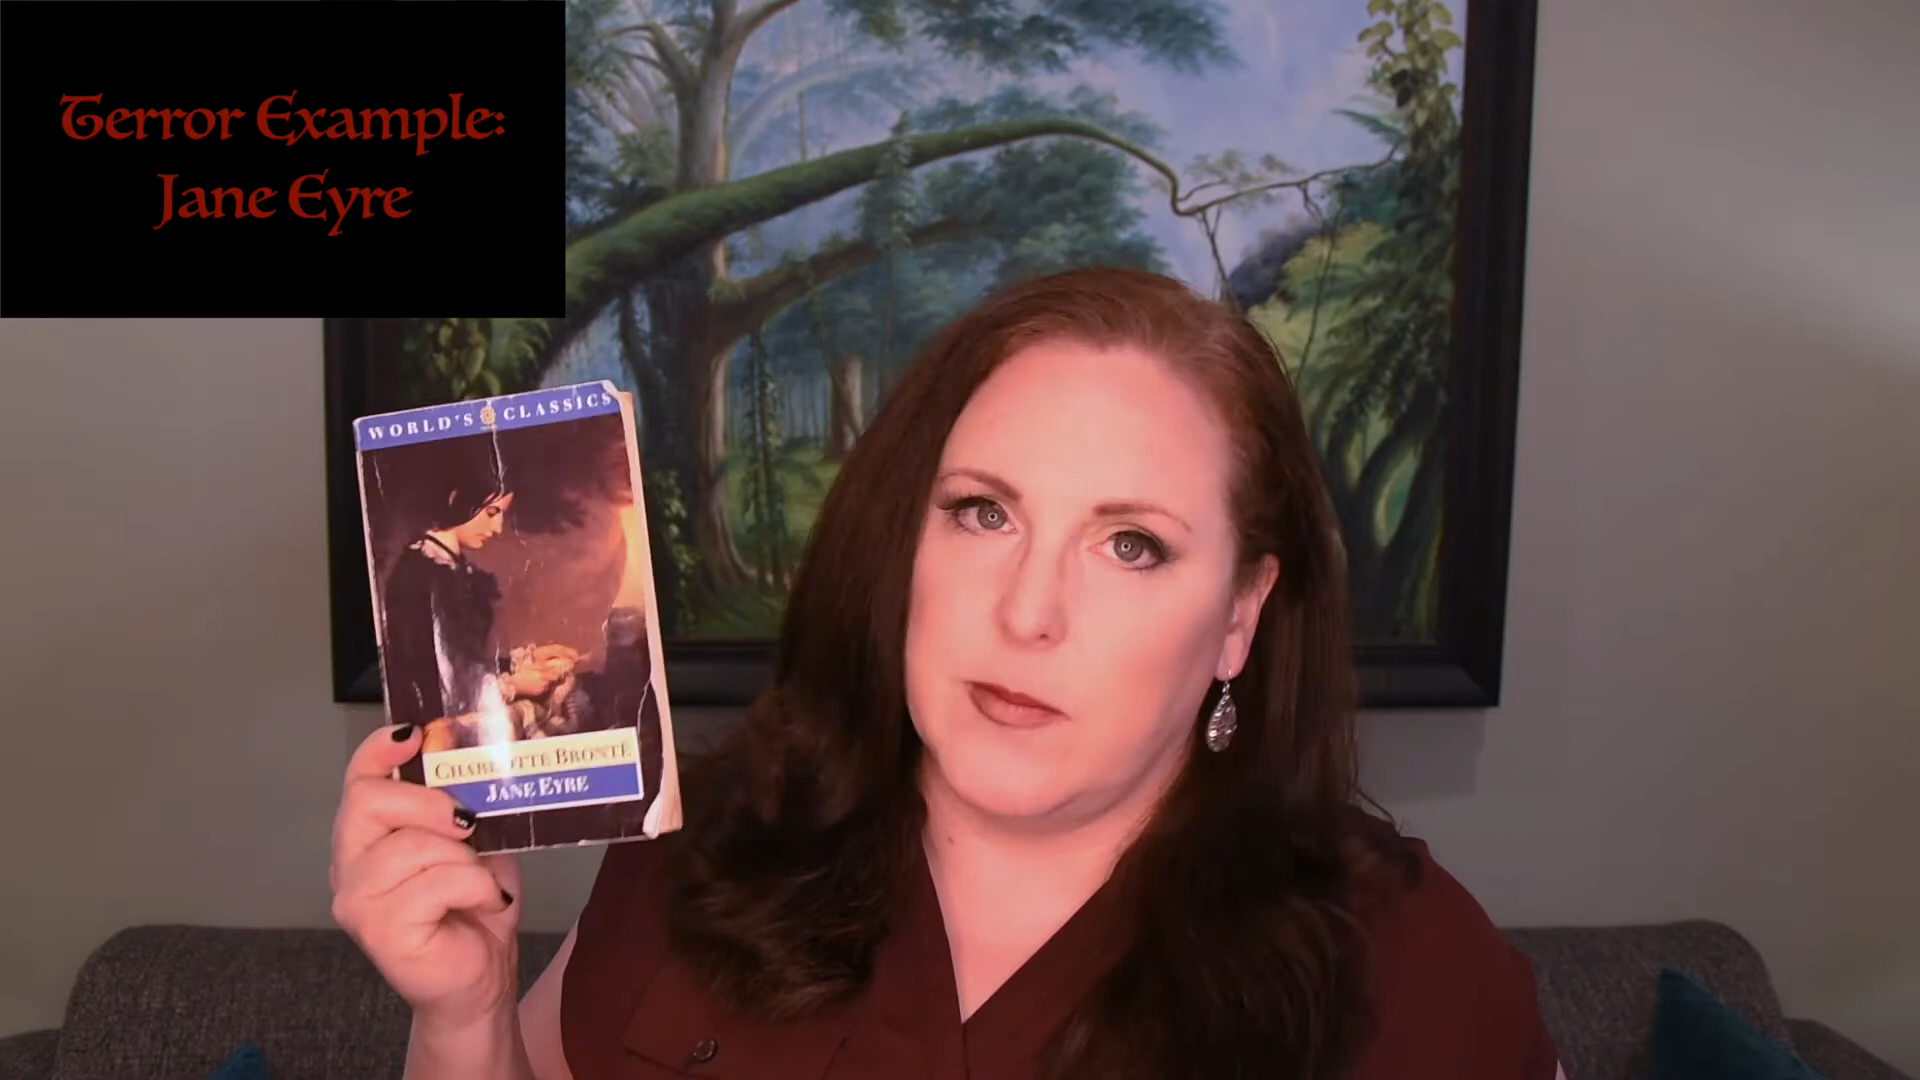 Terror Example:
Jane Eyre
WORLD'S CLASSICS
CHARLOTTE BRONTË
JANE EYRE